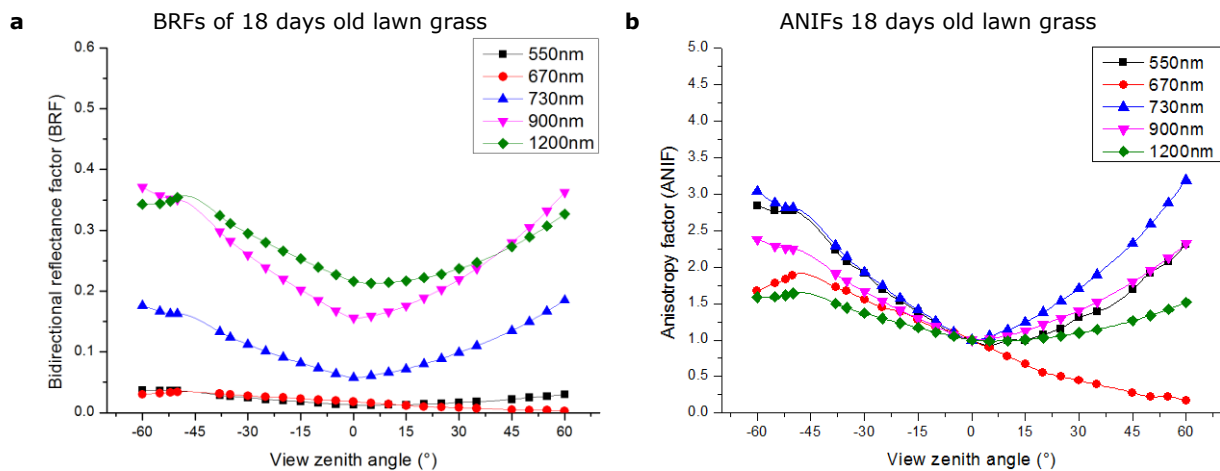 a
BRFs of 18 days old lawn grass
0.6
0.5
0.4
0.3
0.2
0.1
0.0
Bidirectional reflectance factor (BRF)
550nm
670nm
730nm
900nm
1200nm
-60 -45 -30 -15 0 15 30 45 60
View zenith angle (°)
b
ANIFs 18 days old lawn grass
5.0
4.5
4.0
3.5
3.0
2.5
2.0
1.5
1.0
0.5
0.0
Anisotropy factor (ANIF)
550nm
670nm
730nm
900nm
1200nm
-60 -45 -30 -15 0 15 30 45 60
View zenith angle (°)